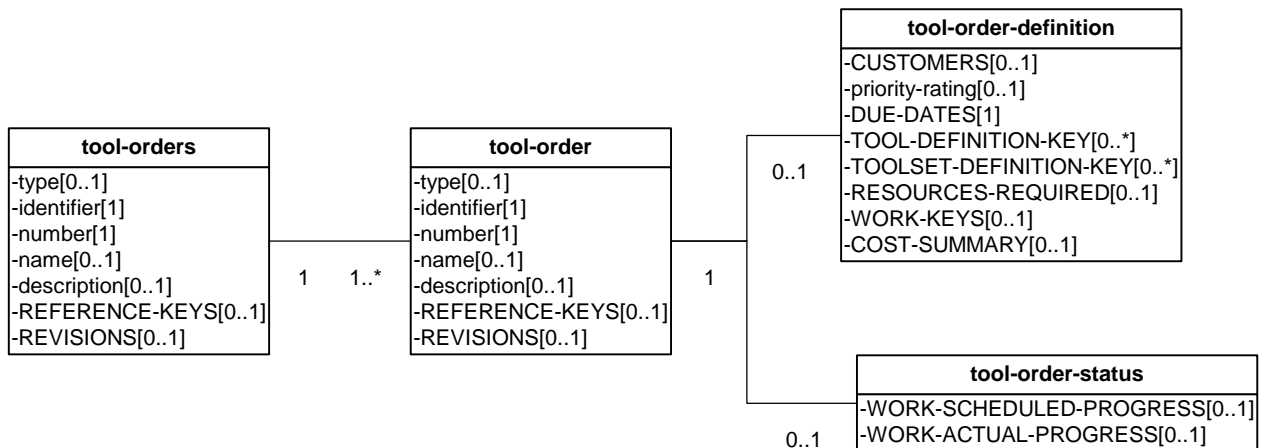 tool-order-definition
-CUSTOMERS[0..1]
-priority-rating[0..1]
-DUE-DATES[1]
-TOOL-DEFINITION-KEY[0..*]
-TOOLSET-DEFINITION-KEY[0..*]
-RESOURCES-REQUIRED[0..1]
-WORK-KEYS[0..1]
-COST-SUMMARY[0..1]
tool-orders
-type[0..1]
-identifier[1]
-number[1]
-name[0..1]
-description[0..1]
-REFERENCE-KEYS[0..1]
-REVISIONS[0..1]
1
1..*
tool-order
-type[0..1]
-identifier[1]
-number[1]
-name[0..1]
-description[0..1]
-REFERENCE-KEYS[0..1]
-REVISIONS[0..1]
1
0..1
tool-order-status
-WORK-SCHEDULED-PROGRESS[0..1]
-WORK-ACTUAL-PROGRESS[0..1]
0..1